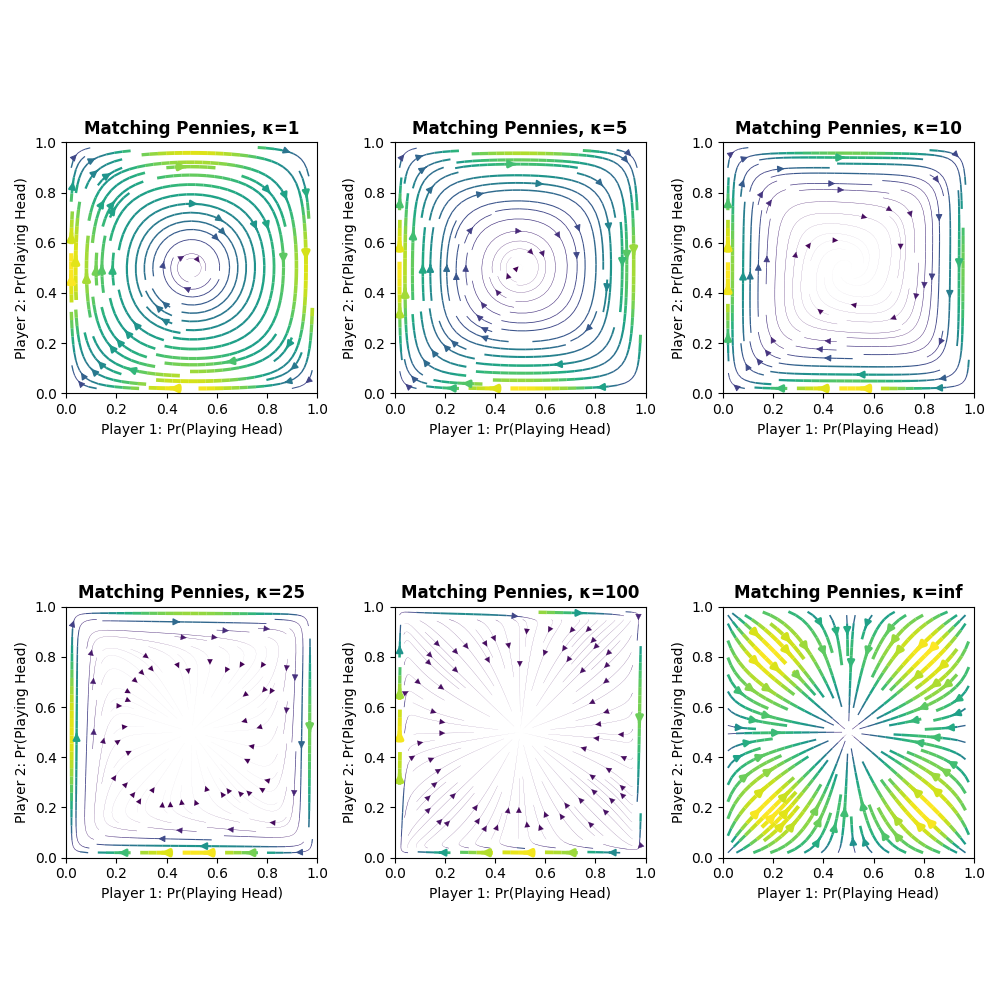 Matching Pennies, κ=1
Player 2: Pr(Playing Head)
1.0
0.8
0.6
0.4
0.2
0.0
0.0 0.2 0.4 0.6 0.8 1.0
Player 1: Pr(Playing Head)
Matching Pennies, κ=5
Player 2: Pr(Playing Head)
1.0
0.8
0.6
0.4
0.2
0.0
0.0 0.2 0.4 0.6 0.8 1.0
Player 1: Pr(Playing Head)
Matching Pennies, κ=10
Player 2: Pr(Playing Head)
1.0
0.8
0.6
0.4
0.2
0.0
0.0 0.2 0.4 0.6 0.8 1.0
Player 1: Pr(Playing Head)
Matching Pennies, κ=25
Player 2: Pr(Playing Head)
1.0
0.8
0.6
0.4
0.2
0.0
0.0 0.2 0.4 0.6 0.8 1.0
Player 1: Pr(Playing Head)
Matching Pennies, κ=100
Player 2: Pr(Playing Head)
1.0
0.8
0.6
0.4
0.2
0.0
0.0 0.2 0.4 0.6 0.8 1.0
Player 1: Pr(Playing Head)
Matching Pennies, κ=inf
Player 2: Pr(Playing Head)
1.0
0.8
0.6
0.4
0.2
0.0
0.0 0.2 0.4 0.6 0.8 1.0
Player 1: Pr(Playing Head)